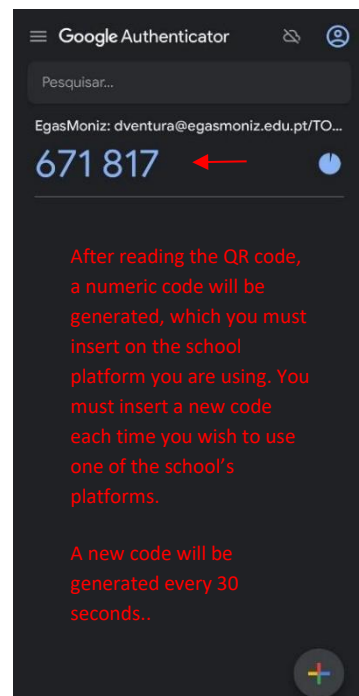 Google Authenticator
Pesquisar...
EgasMoniz: dventura@egasmoniz.edu.pt/TO...
671 817
After reading the QR code,
a numeric code will be
generated, which you must
insert on the school
platform you are using. You
must insert a new code
each time you wish to use
one of the school’s
platforms.
A new code will be
generated every 30
seconds..